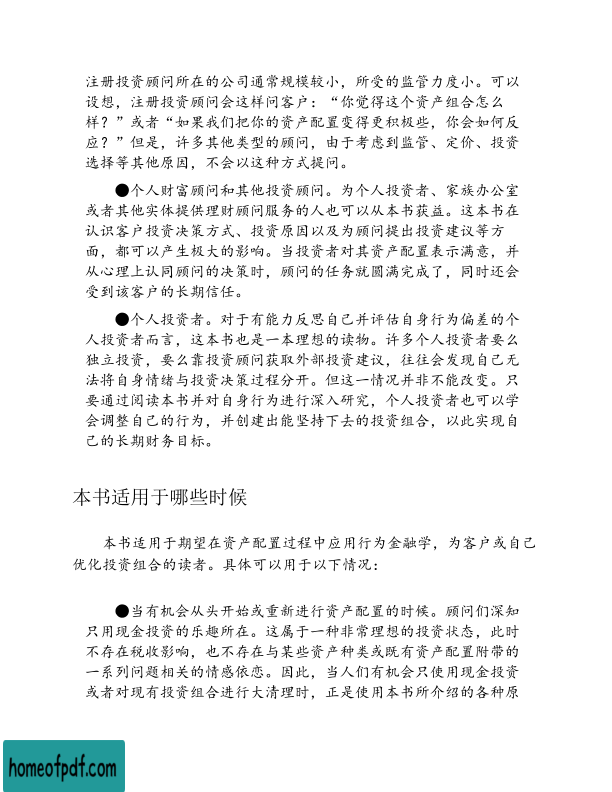 注册投资顾问所在的公司通常规模较小，所受的监管力度小。可以
设想，注册投资顾问会这样问客户：“你觉得这个资产组合怎么
样？”或者“如果我们把你的资产配置变得更积极些，你会如何反
应？”但是，许多其他类型的顾问，由于考虑到监管、定价、投资
选择等其他原因，不会以这种方式提问。
●个人财富顾问和其他投资顾问。为个人投资者、家族办公室
或者其他实体提供理财顾问服务的人也可以从本书获益。这本书在
认识客户投资决策方式、投资原因以及为顾问提出投资建议等方
面，都可以产生极大的影响。当投资者对其资产配置表示满意，并
从心理上认同顾问的决策时，顾问的任务就圆满完成了，同时还会
受到该客户的长期信任。
●个人投资者。对于有能力反思自己并评估自身行为偏差的个
人投资者而言，这本书也是一本理想的读物。许多个人投资者要么
独立投资，要么靠投资顾问获取外部投资建议，往往会发现自己无
法将自身情绪与投资决策过程分开。但这一情况并非不能改变。只
要通过阅读本书并对自身行为进行深入研究，个人投资者也可以学
会调整自己的行为，并创建出能坚持下去的投资组合，以此实现自
己的长期财务目标。
本书适用于哪些时候
本书适用于期望在资产配置过程中应用行为金融学，为客户或自己
优化投资组合的读者。具体可以用于以下情况：
●当有机会从头开始或重新进行资产配置的时候。顾问们深知
只用现金投资的乐趣所在。这属于一种非常理想的投资状态，此时
不存在税收影响，也不存在与某些资产种类或既有资产配置附带的
一系列问题相关的情感依恋。因此，当人们有机会只使用现金投资
或者对现有投资组合进行大清理时，正是使用本书所介绍的各种原
homeofpdf.com